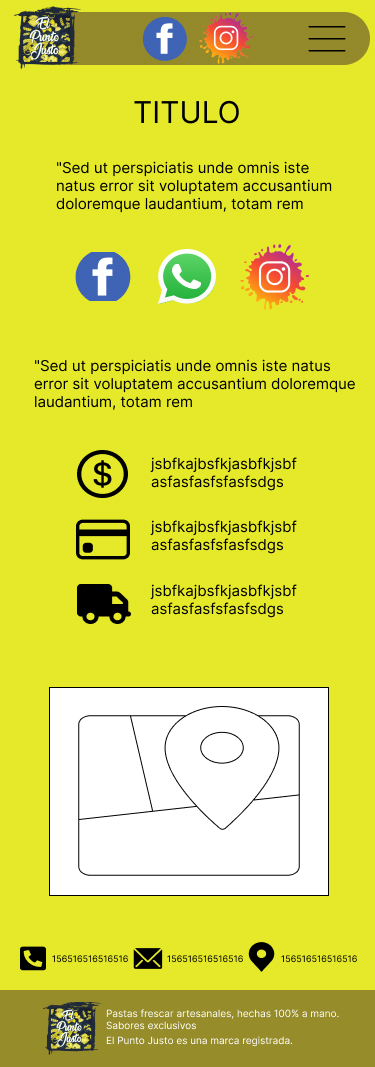 El
Punto
Justo
TITULO
"Sed ut perspiciatis unde omnis iste
natus error sit voluptatem accusantium
doloremque laudantium, totam rem
"Sed ut perspiciatis unde omnis iste natus
error sit voluptatem accusantium doloremque
laudantium, totam rem
$
jsbfkajbsfkjasbfkjsbf
asfasfasfsfasfsdgs
jsbfkajbsfkjasbfkjsbf
asfasfasfsfasfsdgs
jsbfkajbsfkjasbfkjsbf
asfasfasfsfasfsdgs
156516516516516 156516516516516 156516516516516
El
Punto
Justo
Pastas frescar artesanales, hechas 100% a mano.
Sabores exclusivos
El Punto Justo es una marca registrada.